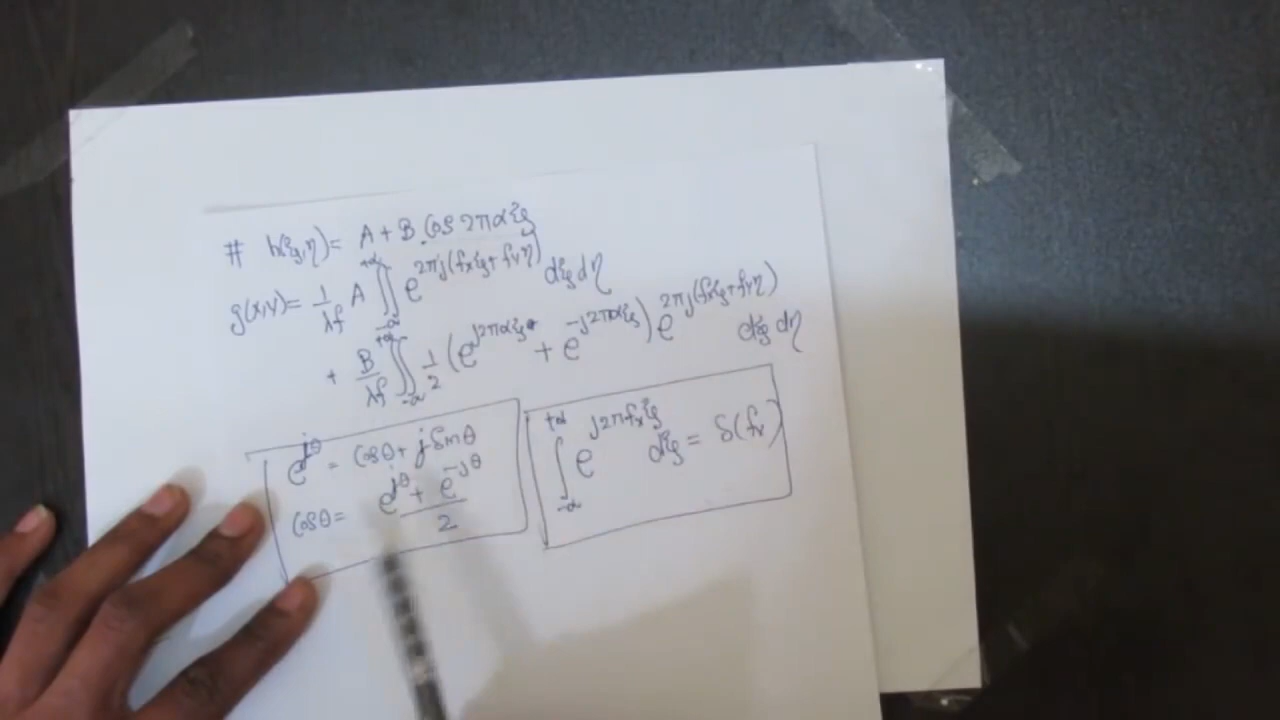 # h(ξ,η) = A + B cos 2παξ
g(x,y) = 1/λf A ∬_{-α}^{+α} e^{2πj(fxξ + fyη)} dξ dη
+ B/λf ∬_{-α}^{+α} 1/2 (e^{j2παξ} + e^{-j2παξ}) e^{2πj(fxξ+fyη)} dξ dη
e^{jθ} = cosθ + j sinθ
cosθ = (e^{jθ} + e^{-jθ})/2
∫_{-α}^{+α} e^{j2πfxξ} dξ = δ(fx)